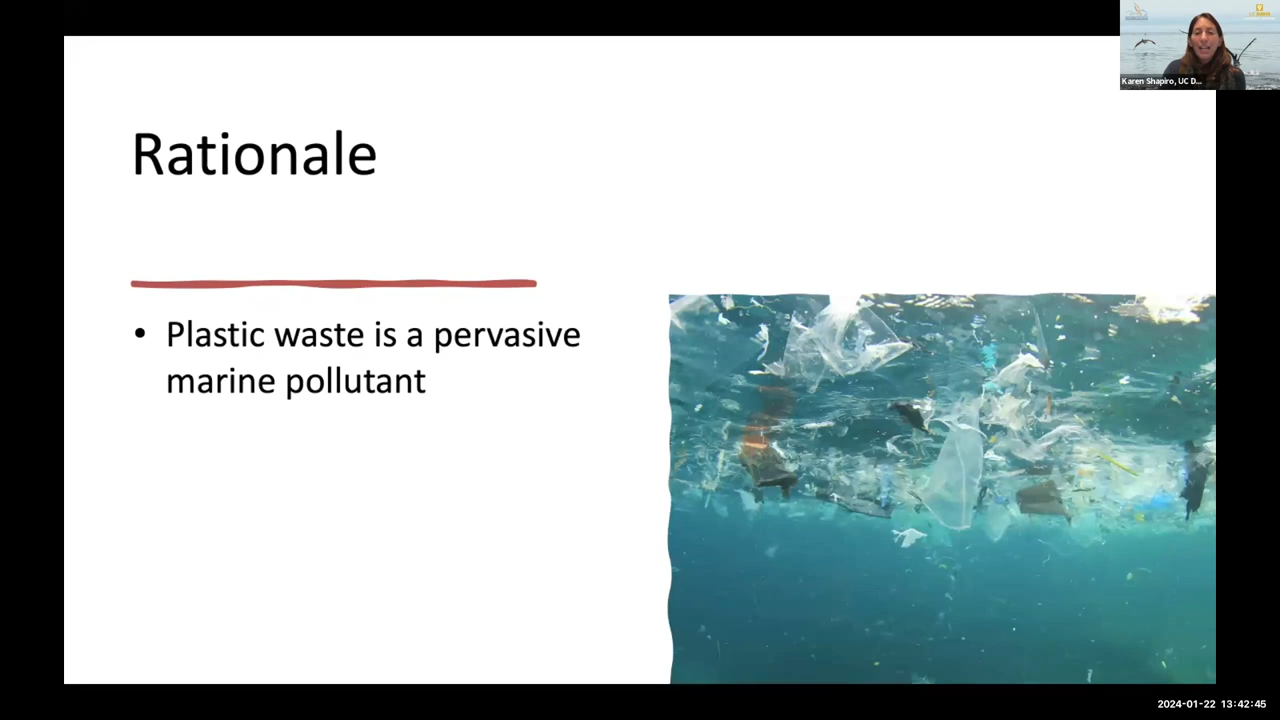 Karen Shapiro, UC D...
Rationale
• Plastic waste is a pervasive
marine pollutant
2024-01-22 13:42:45